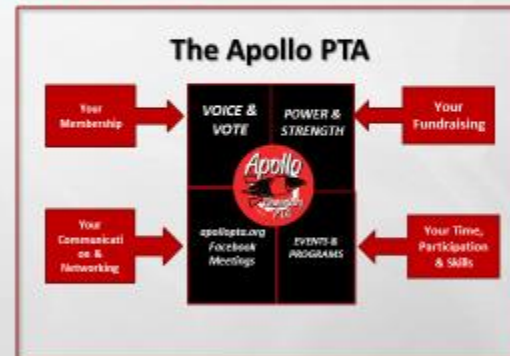 The Apollo PTA
Your
Membership
VOICE &
VOTE
POWER &
STRENGTH
Your
Fundraising
Apollo
PTA
Your
Communicati
on &
Networking
apollopta.org
Facebook
Meetings
EVENTS &
PROGRAMS
Your Time,
Participation
& Skills